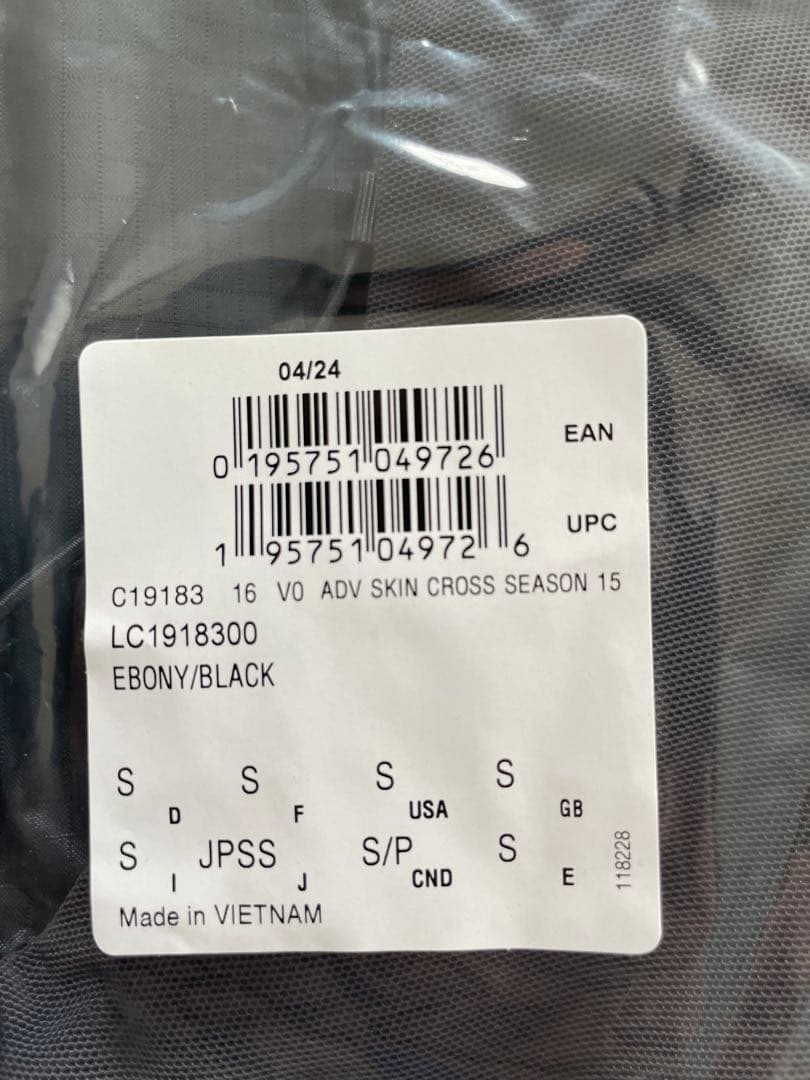 04/24
0 195751 049726
EAN
1 95751 04972 6
UPC
C19183 16 V0 ADV SKIN CROSS SEASON 15
LC1918300
EBONY/BLACK
S D S F S USA S GB
S I JPSS J S/P CND S E
118228
Made in VIETNAM